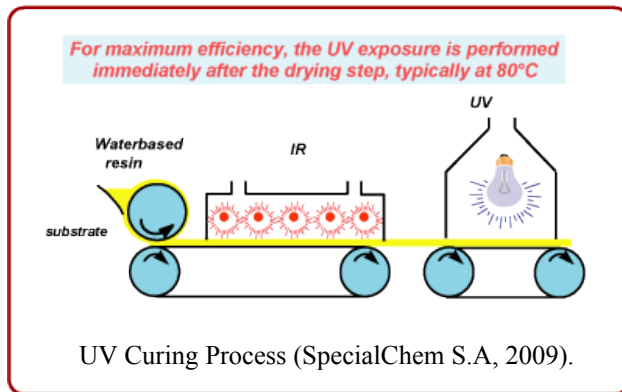 For maximum efficiency, the UV exposure is performed
immediately after the drying step, typically at 80°C
UV
Waterbased
resin
IR
substrate
UV Curing Process (SpecialChem S.A, 2009).